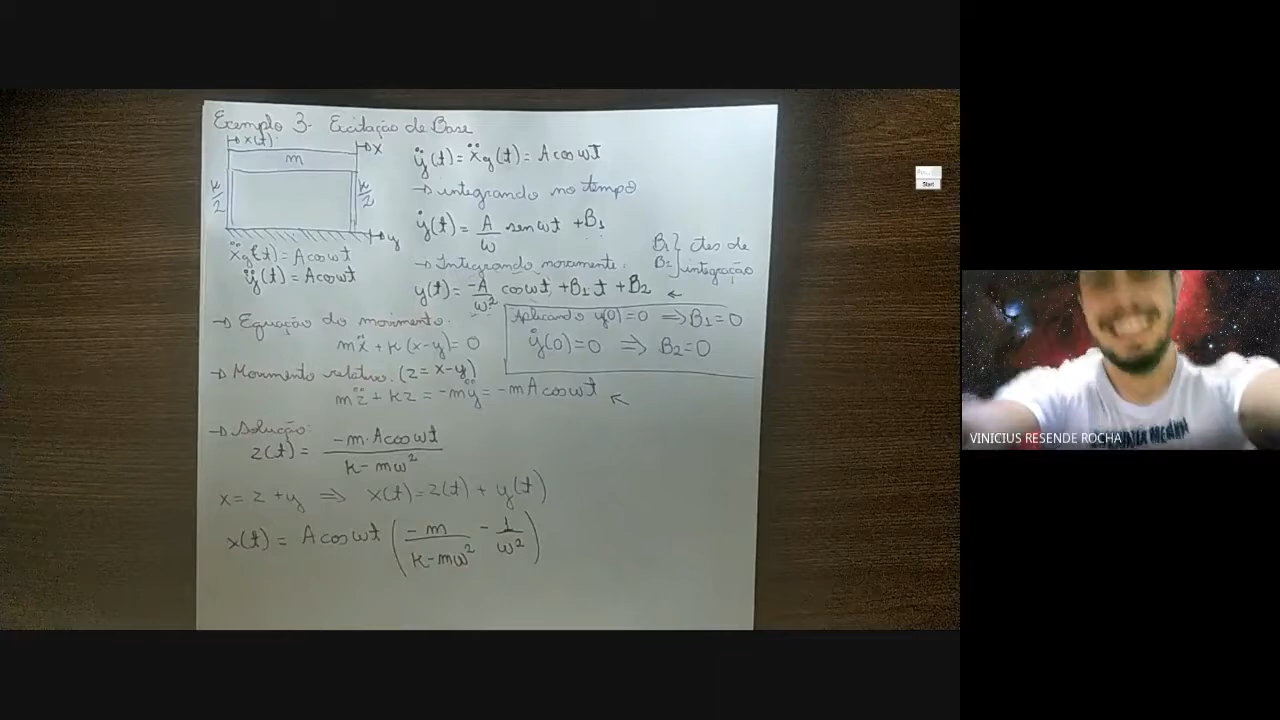 Exemplo 3- Excitação de Base
x(t)
x
m
k/2
k/2
y
ẍg(t) = A cos ωt
ÿ(t) = A cos ωt
ÿ(t) = ẍg(t) = A cos ωt
→ integrando no tempo
ẏ(t) = A/ω sen ωt + B1
→ Integrando novamente:
B1 } ctes de
B2 } integração
y(t) = -A/ω² cos ωt + B1 t + B2 ←
Aplicando y(0)=0 ⇒ B1=0
ẏ(0)=0 ⇒ B2=0
→ Equação do movimento:
mẍ + k(x-y) = 0
→ Movimento relativo: (z = x-y)
mz̈ + kz = -mÿ = -mA cos ωt
→ Solução:
z(t) = -m·A cos ωt / k - mω²
x = z + y ⇒ x(t) = z(t) + y(t)
x(t) = A cos ωt ( -m / k - mω² - 1/ω² )
Start
VINICIUS RESENDE ROCHA